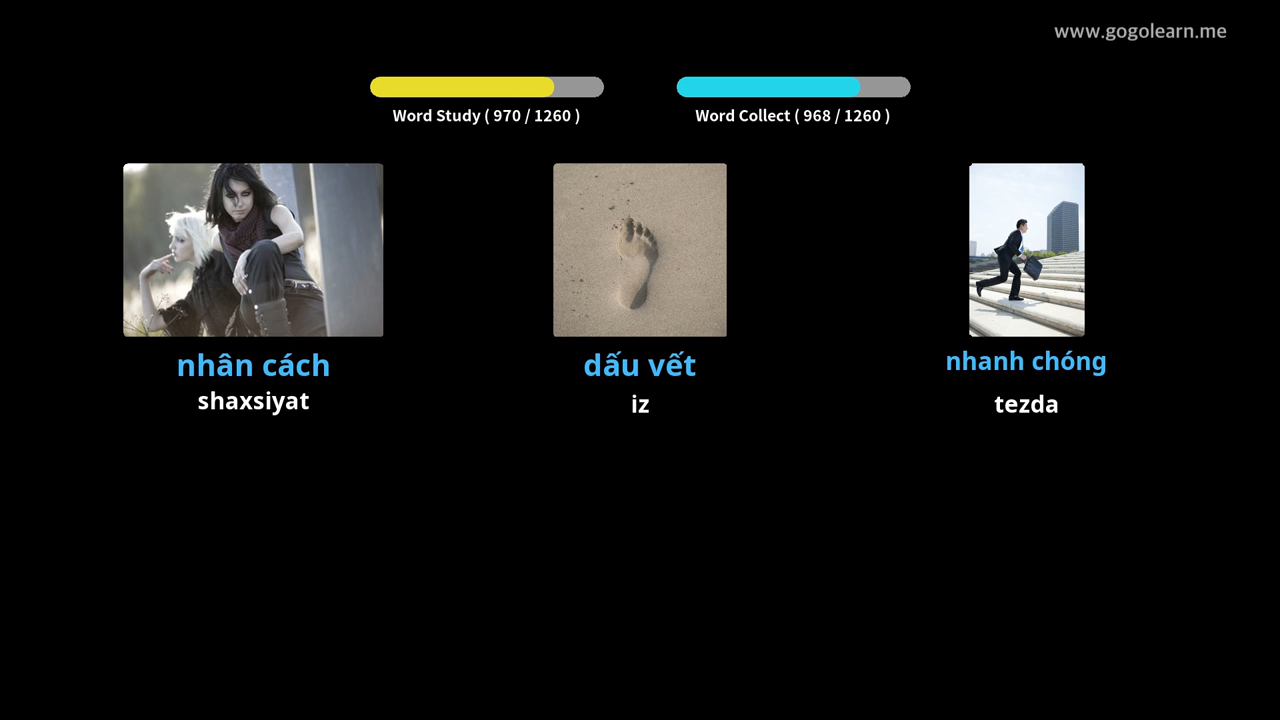 www.gogolearn.me
Word Study ( 970 / 1260 )
Word Collect ( 968 / 1260 )
nhân cách
shaxsiyat
dấu vết
iz
nhanh chóng
tezda